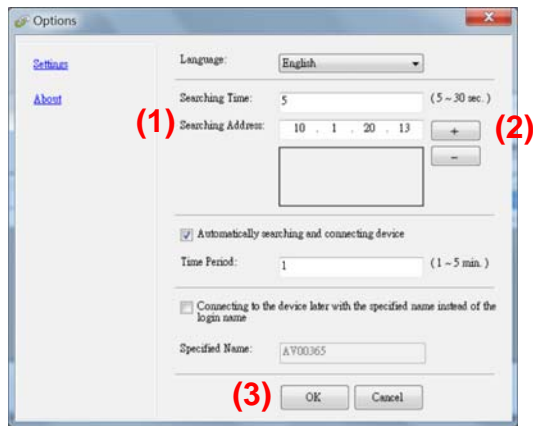 Options
Settings
About
Language: English
Searching Time: 5 (5 ~ 30 sec. )
(1) Searching Address: 10 . 1 . 20 . 13 + (2)
-
Automatically searching and connecting device
Time Period: 1 (1 ~ 5 min. )
Connecting to the device later with the specified name instead of the
login name
Specified Name: AV00365
(3) OK Cancel